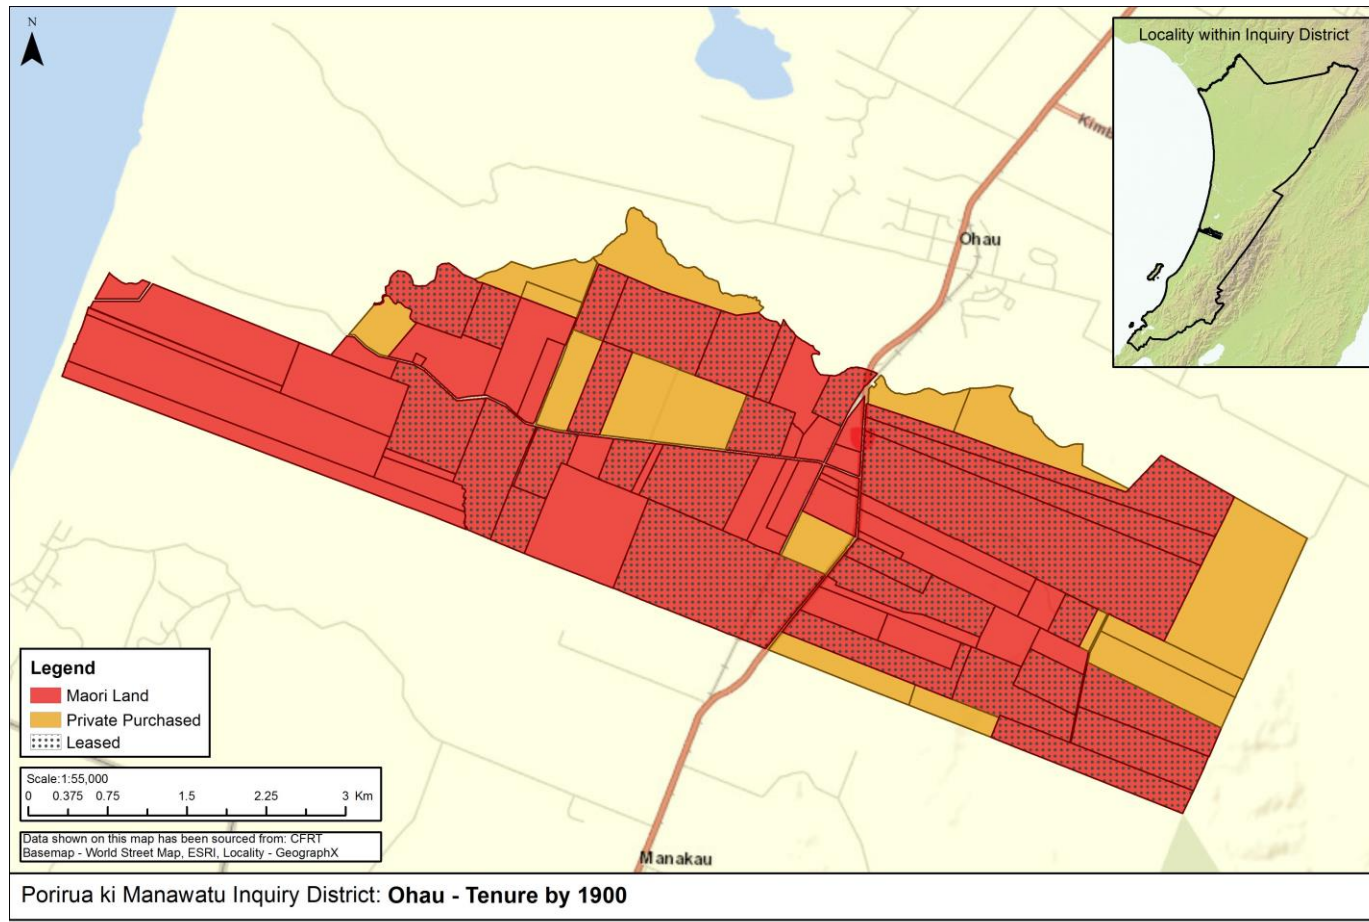 N
Locality within Inquiry District
Ohau
Legend
Maori Land
Private Purchased
Leased
Scale:1:55,000
0 0.375 0.75 1.5 2.25 3 Km
Data shown on this map has been sourced from: CFRT
Basemap - World Street Map, ESRI, Locality - GeographX
Manakau
Porirua ki Manawatu Inquiry District: Ohau - Tenure by 1900